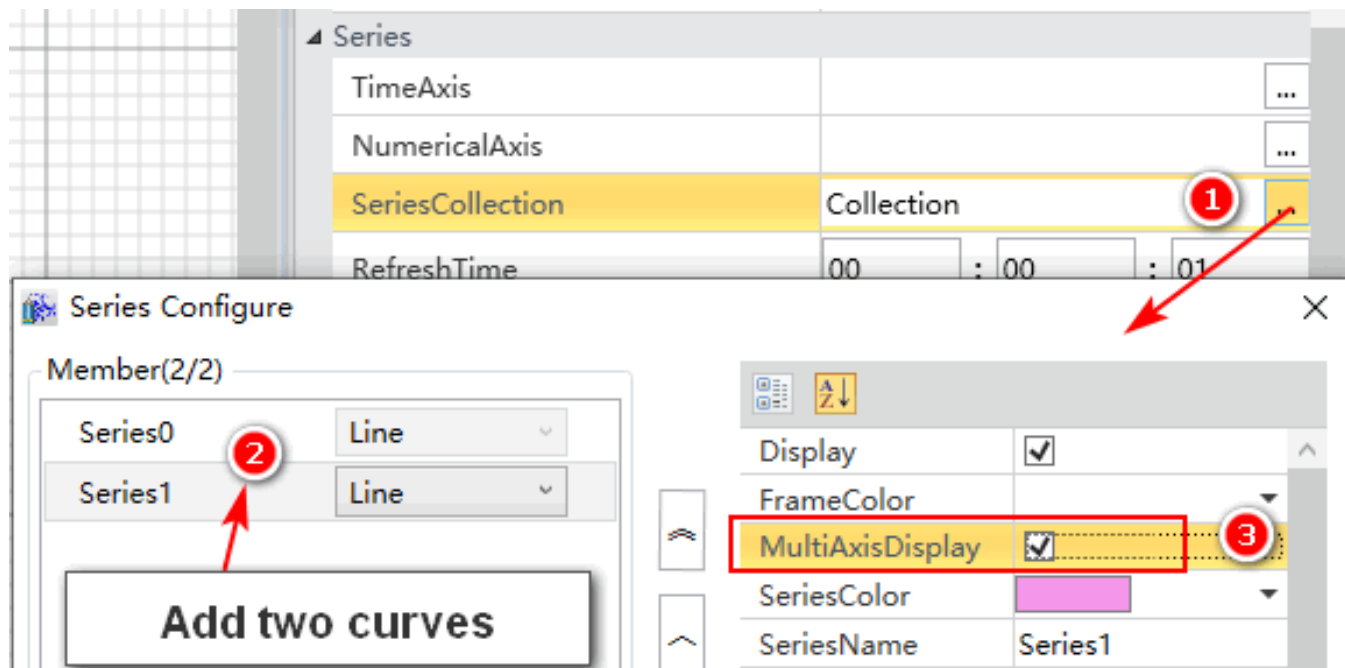 Series
TimeAxis ...
NumericalAxis ...
SeriesCollection Collection 1 ...
RefreshTime 00 : 00 : 01
Series Configure
Member(2/2)
Series0 Line
2
Series1 Line
Add two curves
A Z
Display
FrameColor
MultiAxisDisplay 3
SeriesColor
SeriesName Series1